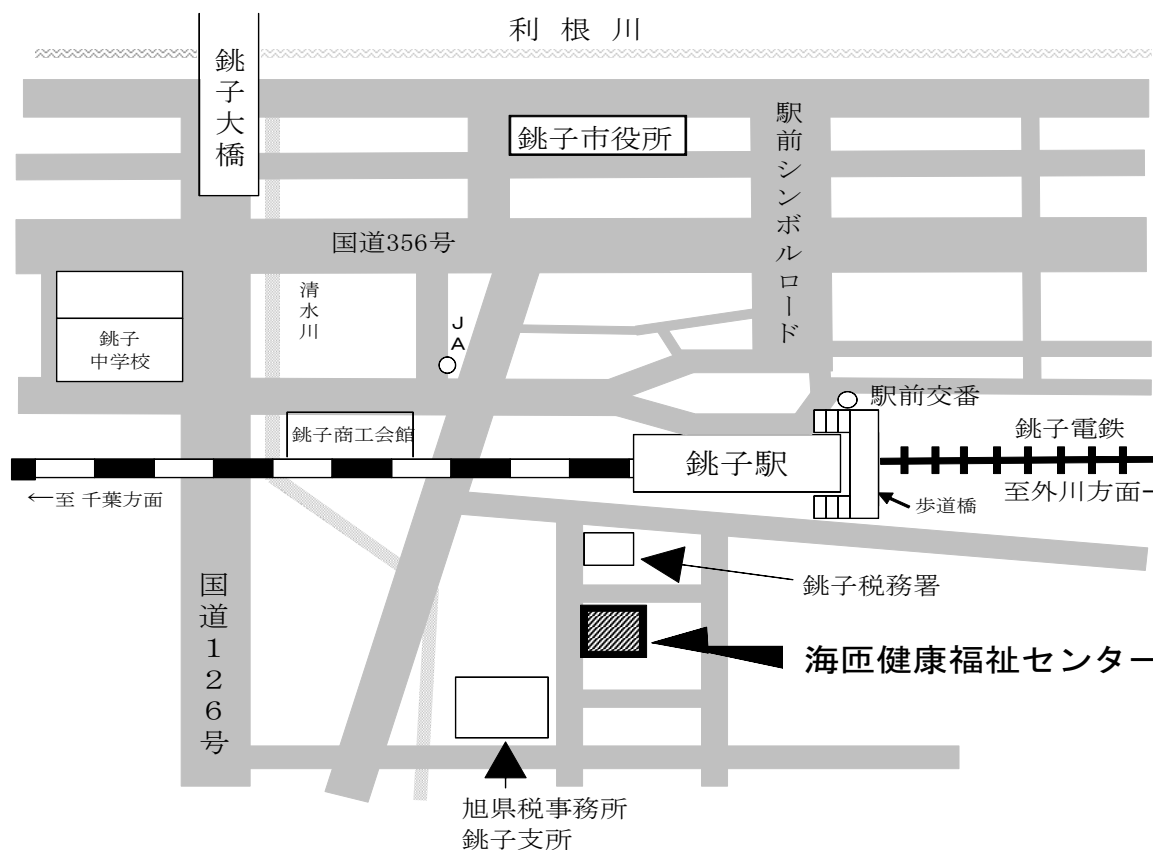 利根川
銚子大橋
銚子市役所
駅前シンボルロード
国道356号
清水川
JA
銚子
中学校
駅前交番
銚子商工会館
銚子駅
銚子電鉄
←至 千葉方面
至外川方面
歩道橋
銚子税務署
国道126号
海匝健康福祉センター
旭県税事務所
銚子支所